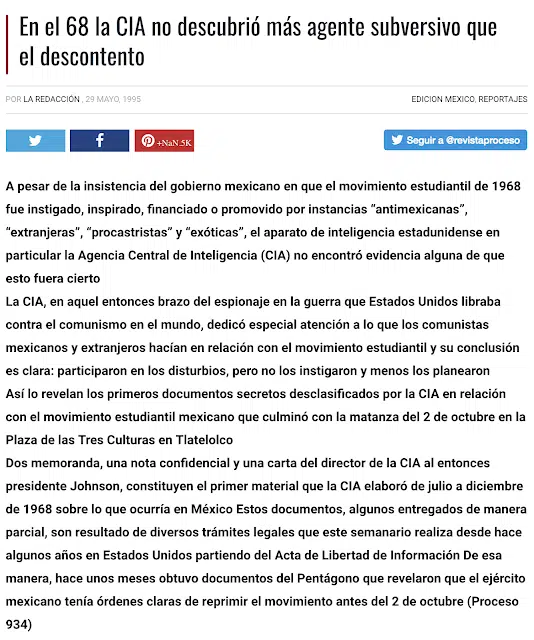 En el 68 la CIA no descubrió más agente subversivo que
el descontento
POR LA REDACCIÓN , 29 MAYO, 1995
EDICION MEXICO, REPORTAJES
+NaN.5K
Seguir a @revistaproceso
A pesar de la insistencia del gobierno mexicano en que el movimiento estudiantil de 1968
fue instigado, inspirado, financiado o promovido por instancias “antimexicanas”,
“extranjeras”, “procastristas” y “exóticas”, el aparato de inteligencia estadunidense en
particular la Agencia Central de Inteligencia (CIA) no encontró evidencia alguna de que
esto fuera cierto
La CIA, en aquel entonces brazo del espionaje en la guerra que Estados Unidos libraba
contra el comunismo en el mundo, dedicó especial atención a lo que los comunistas
mexicanos y extranjeros hacían en relación con el movimiento estudiantil y su conclusión
es clara: participaron en los disturbios, pero no los instigaron y menos los planearon
Así lo revelan los primeros documentos secretos desclasificados por la CIA en relación
con el movimiento estudiantil mexicano que culminó con la matanza del 2 de octubre en la
Plaza de las Tres Culturas en Tlatelolco
Dos memoranda, una nota confidencial y una carta del director de la CIA al entonces
presidente Johnson, constituyen el primer material que la CIA elaboró de julio a diciembre
de 1968 sobre lo que ocurría en México Estos documentos, algunos entregados de manera
parcial, son resultado de diversos trámites legales que este semanario realiza desde hace
algunos años en Estados Unidos partiendo del Acta de Libertad de Información De esa
manera, hace unos meses obtuvo documentos del Pentágono que revelaron que el ejército
mexicano tenía órdenes claras de reprimir el movimiento antes del 2 de octubre (Proceso
934)